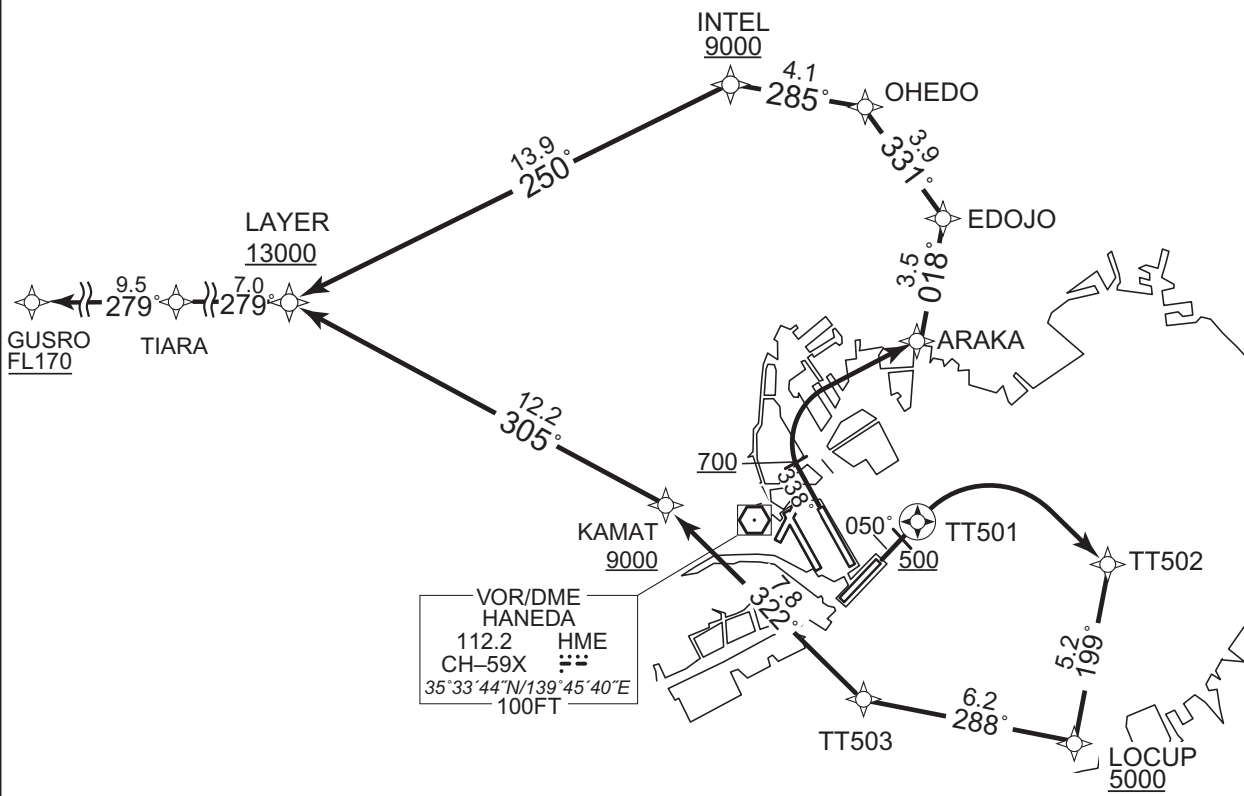 INTEL
9000
4.1
285°
OHEDO
3.9
331°
13.9
250°
EDOJO
LAYER
13000
3.5
018°
9.5
279°
7.0
279°
GUSRO
FL170
TIARA
ARAKA
12.2
305°
700
338°
050°
TT501
500
KAMAT
9000
TT502
VOR/DME
HANEDA
112.2 HME
CH–59X
35°33´44˝N/139°45´40˝E
100FT
7.8
322°
5.2
199°
6.2
288°
TT503
LOCUP
5000